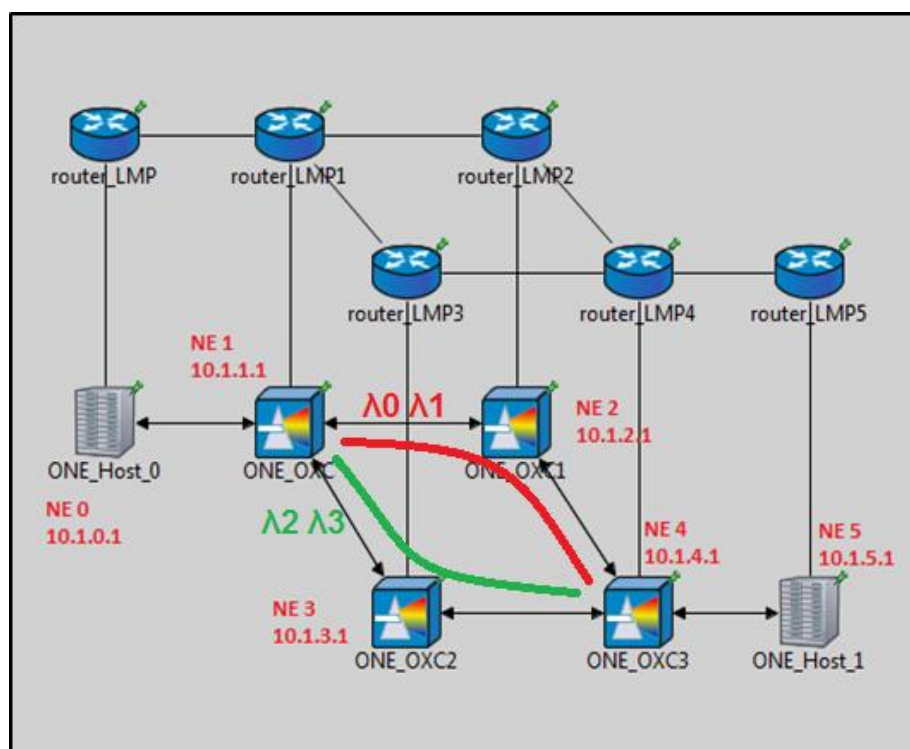 router_LMP
router_LMP1
router_LMP2
router_LMP3
router_LMP4
router_LMP5
NE 1
10.1.1.1
λ0 λ1
NE 2
10.1.2.1
ONE_Host_0
ONE_OXC
ONE_OXC1
NE 0
10.1.0.1
λ2 λ3
NE 4
10.1.4.1
NE 5
10.1.5.1
NE 3
10.1.3.1
ONE_OXC2
ONE_OXC3
ONE_Host_1